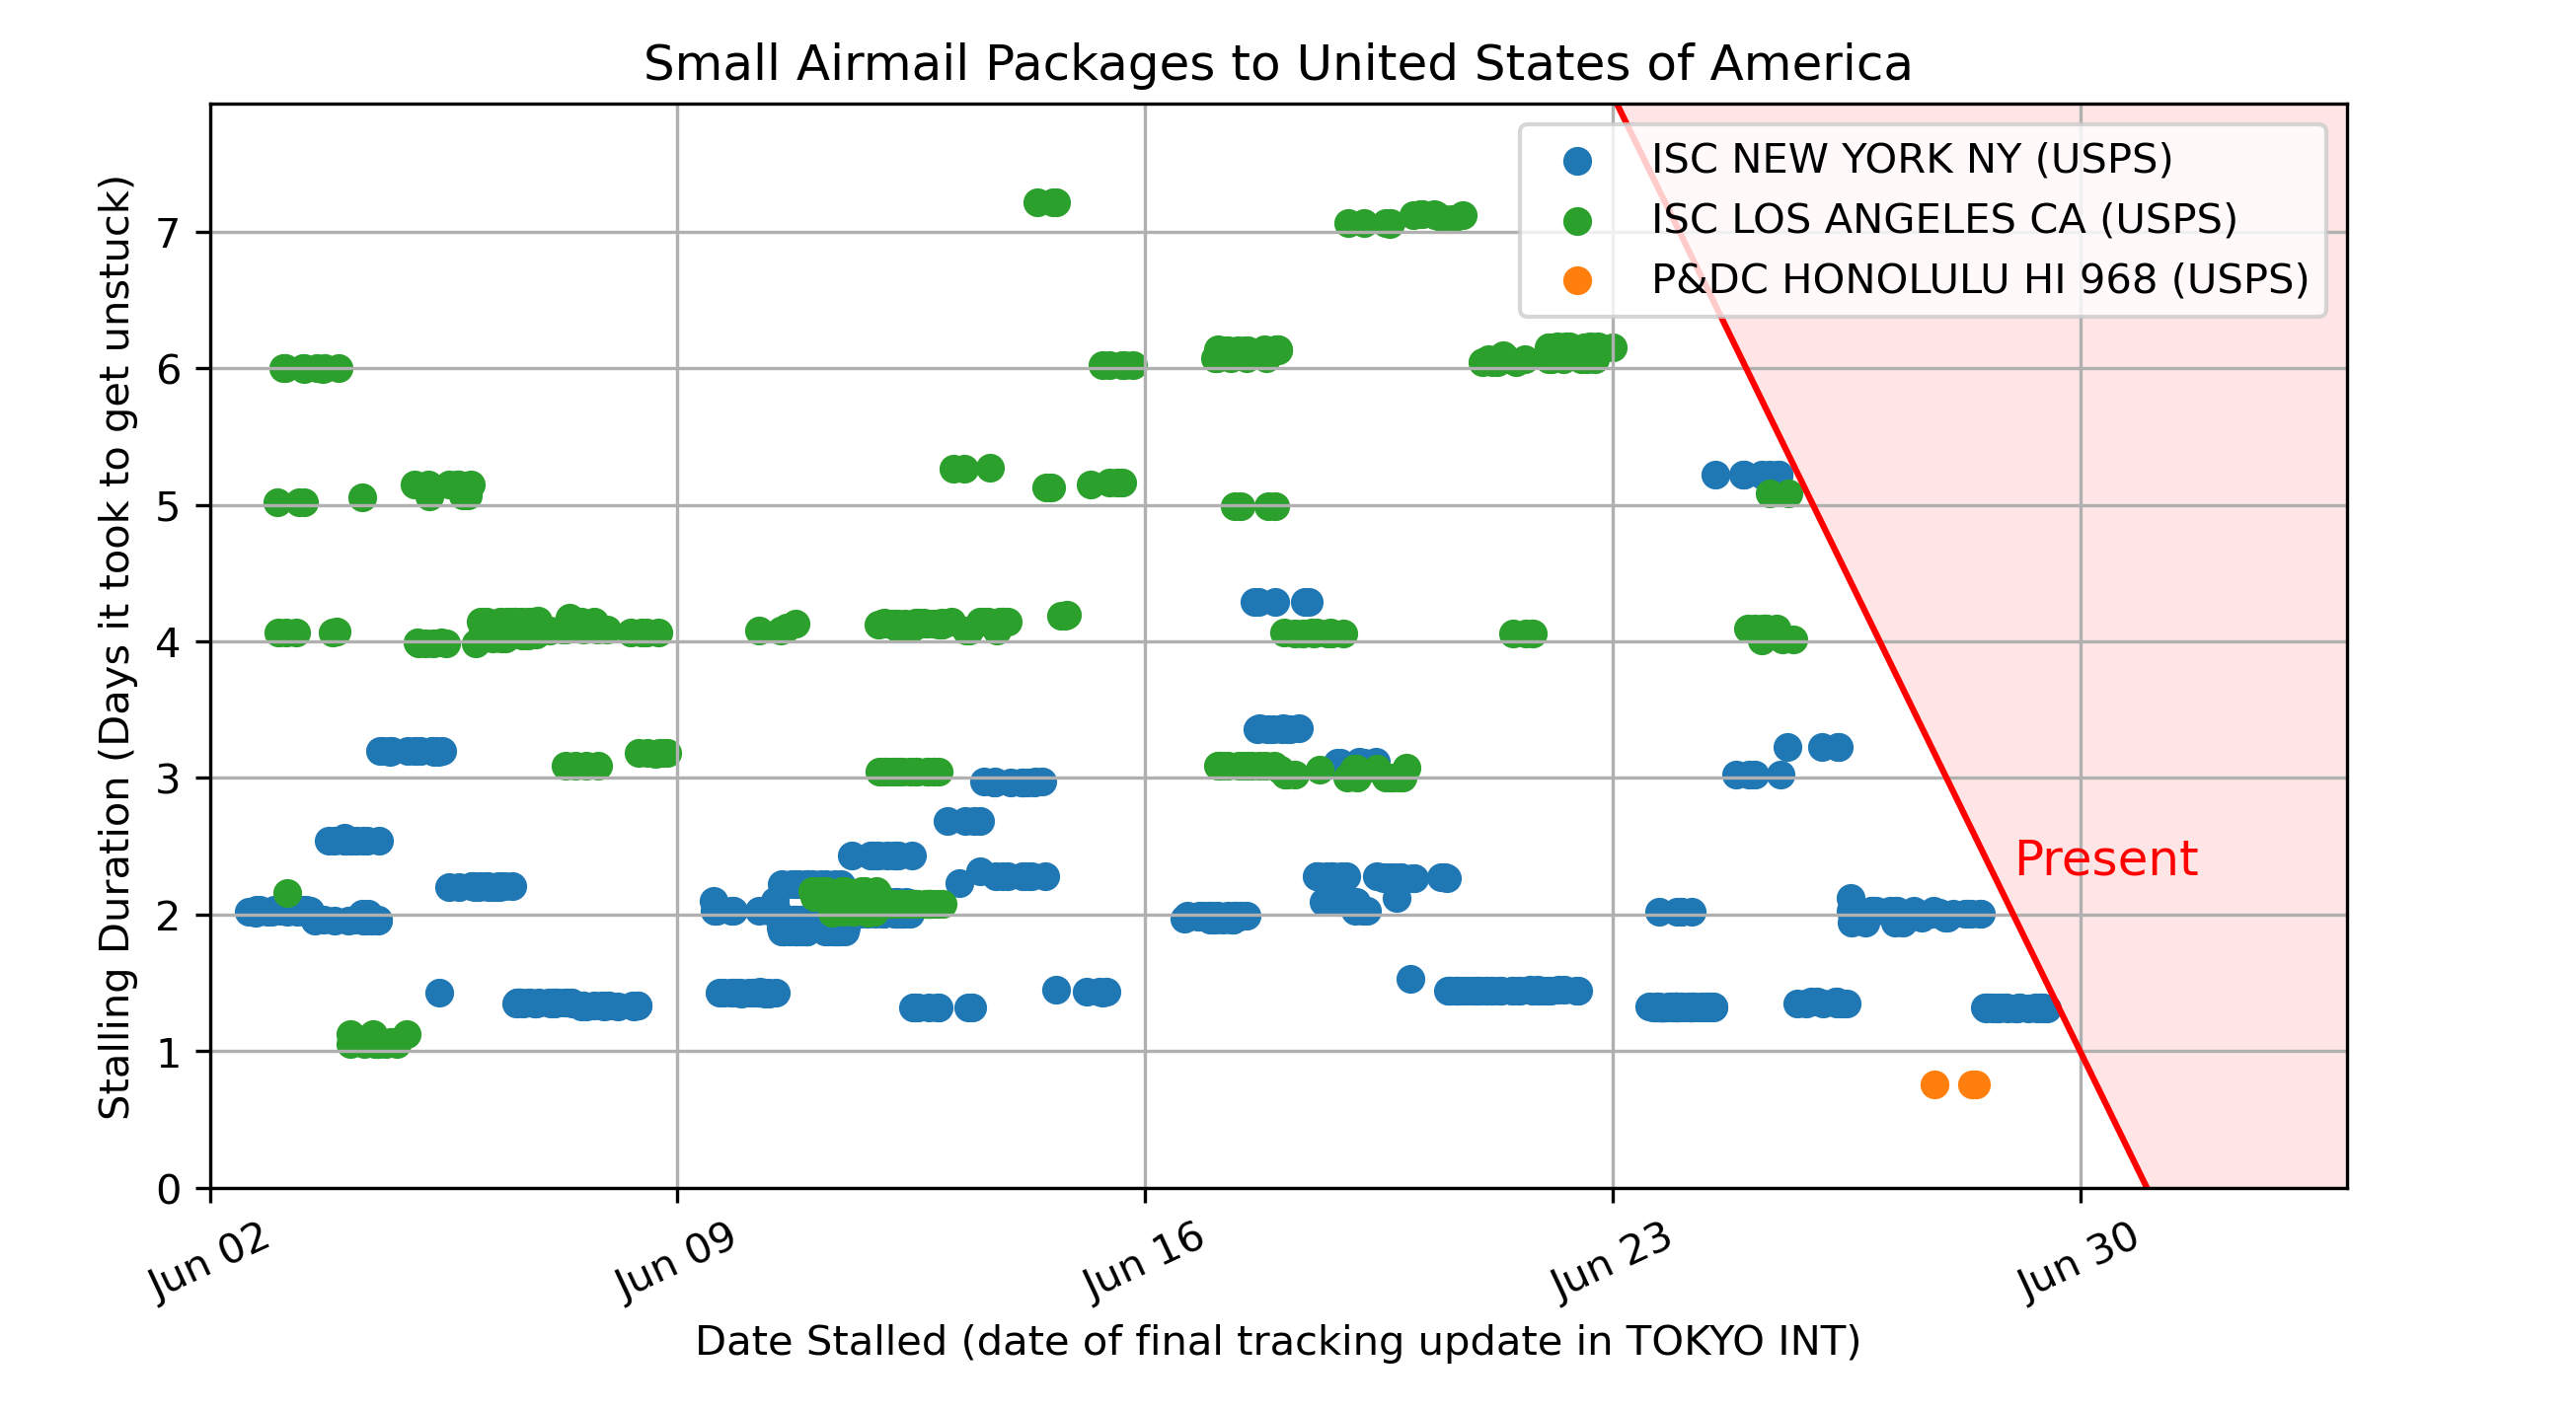 Small Airmail Packages to United States of America
Stalling Duration (Days it took to get unstuck)
7
6
5
4
3
2
1
0
ISC NEW YORK NY (USPS)
ISC LOS ANGELES CA (USPS)
P&DC HONOLULU HI 968 (USPS)
Present
Jun 02
Jun 09
Jun 16
Jun 23
Jun 30
Date Stalled (date of final tracking update in TOKYO INT)